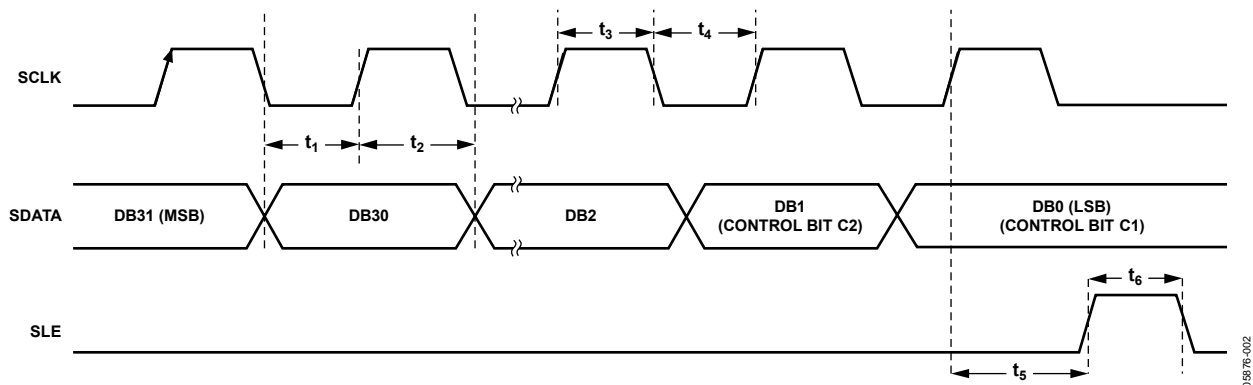 t3
t4
SCLK
t1
t2
SDATA
DB31 (MSB)
DB30
DB2
DB1
(CONTROL BIT C2)
DB0 (LSB)
(CONTROL BIT C1)
t6
SLE
t5
05876-002